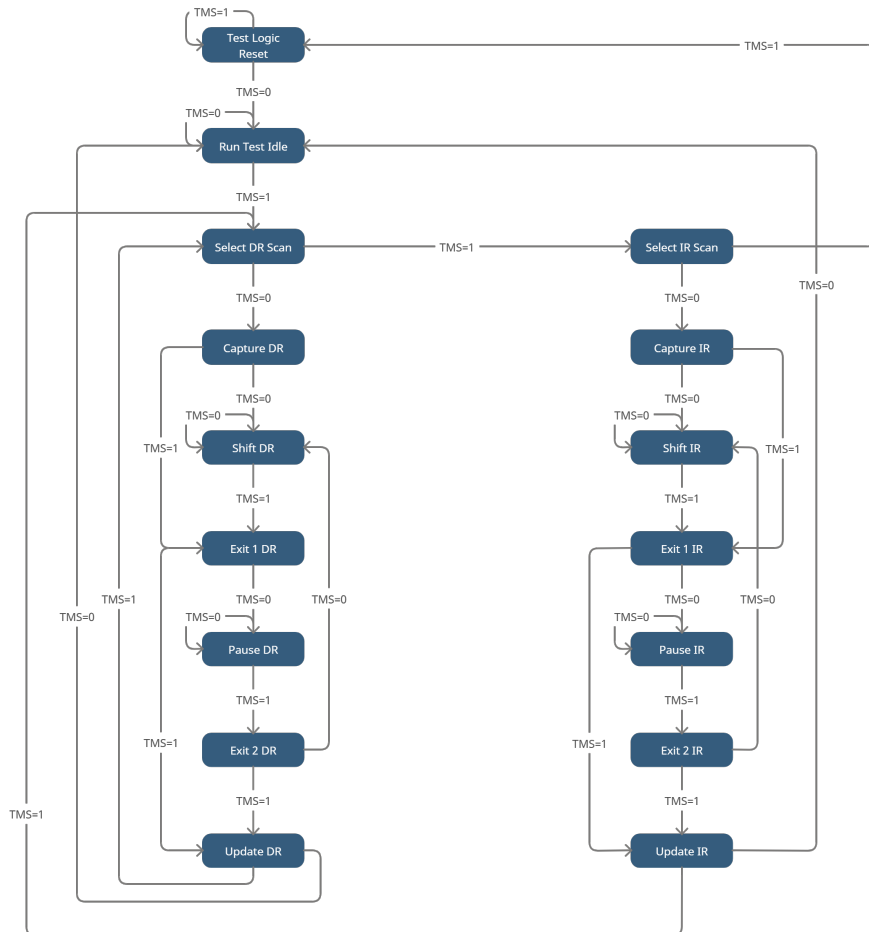 TMS=1
Test Logic
Reset
TMS=1
TMS=0
TMS=0
Run Test Idle
TMS=1
Select DR Scan
TMS=1
Select IR Scan
TMS=0
TMS=0
TMS=0
Capture DR
Capture IR
TMS=0
TMS=0
TMS=0
TMS=0
TMS=1
Shift DR
Shift IR
TMS=1
TMS=1
TMS=1
Exit 1 DR
Exit 1 IR
TMS=1
TMS=0
TMS=0
TMS=0
TMS=0
TMS=0
TMS=0
TMS=0
Pause DR
Pause IR
TMS=1
TMS=1
TMS=1
Exit 2 DR
TMS=1
Exit 2 IR
TMS=1
TMS=1
TMS=1
Update DR
Update IR